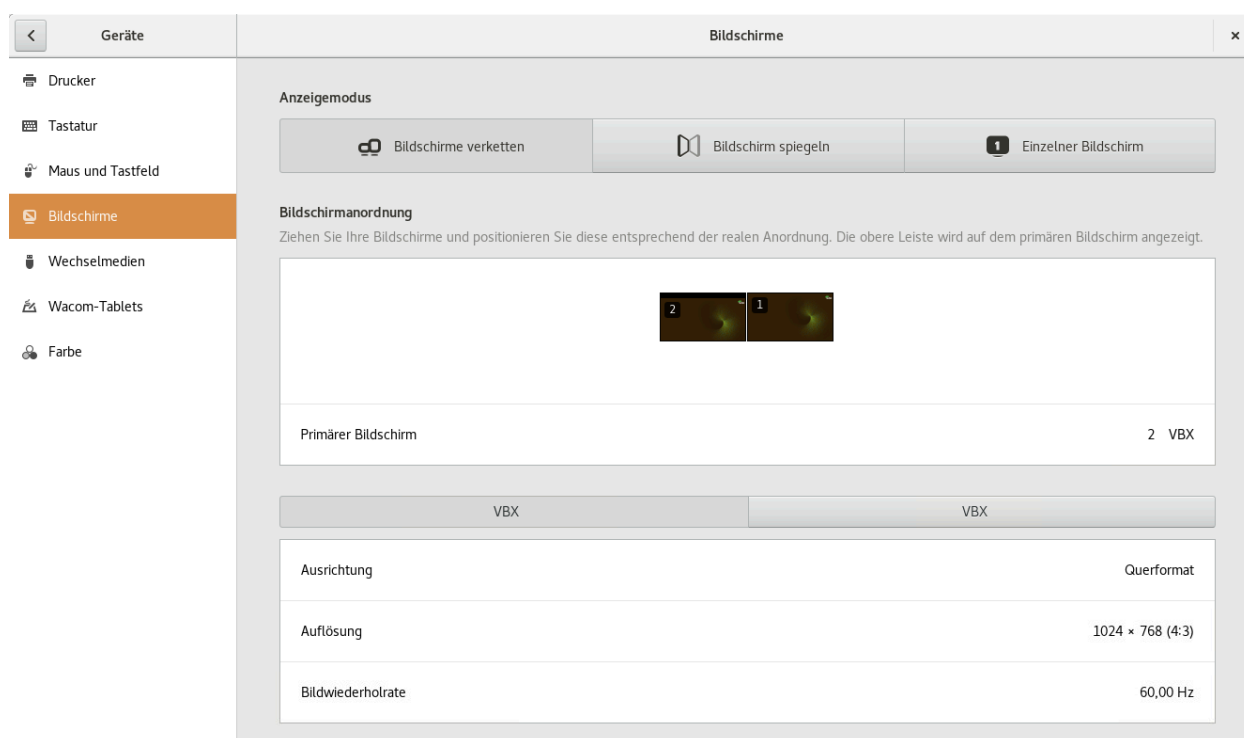 Geräte
Bildschirme
Drucker
Tastatur
Maus und Tastfeld
Bildschirme
Wechselmedien
Wacom-Tablets
Farbe
Anzeigemodus
Bildschirme verketten
Bildschirm spiegeln
1 Einzelner Bildschirm
Bildschirmanordnung
Ziehen Sie Ihre Bildschirme und positionieren Sie diese entsprechend der realen Anordnung. Die obere Leiste wird auf dem primären Bildschirm angezeigt.
2 1
Primärer Bildschirm 2 VBX
VBX VBX
Ausrichtung Querformat
Auflösung 1024 × 768 (4:3)
Bildwiederholrate 60,00 Hz